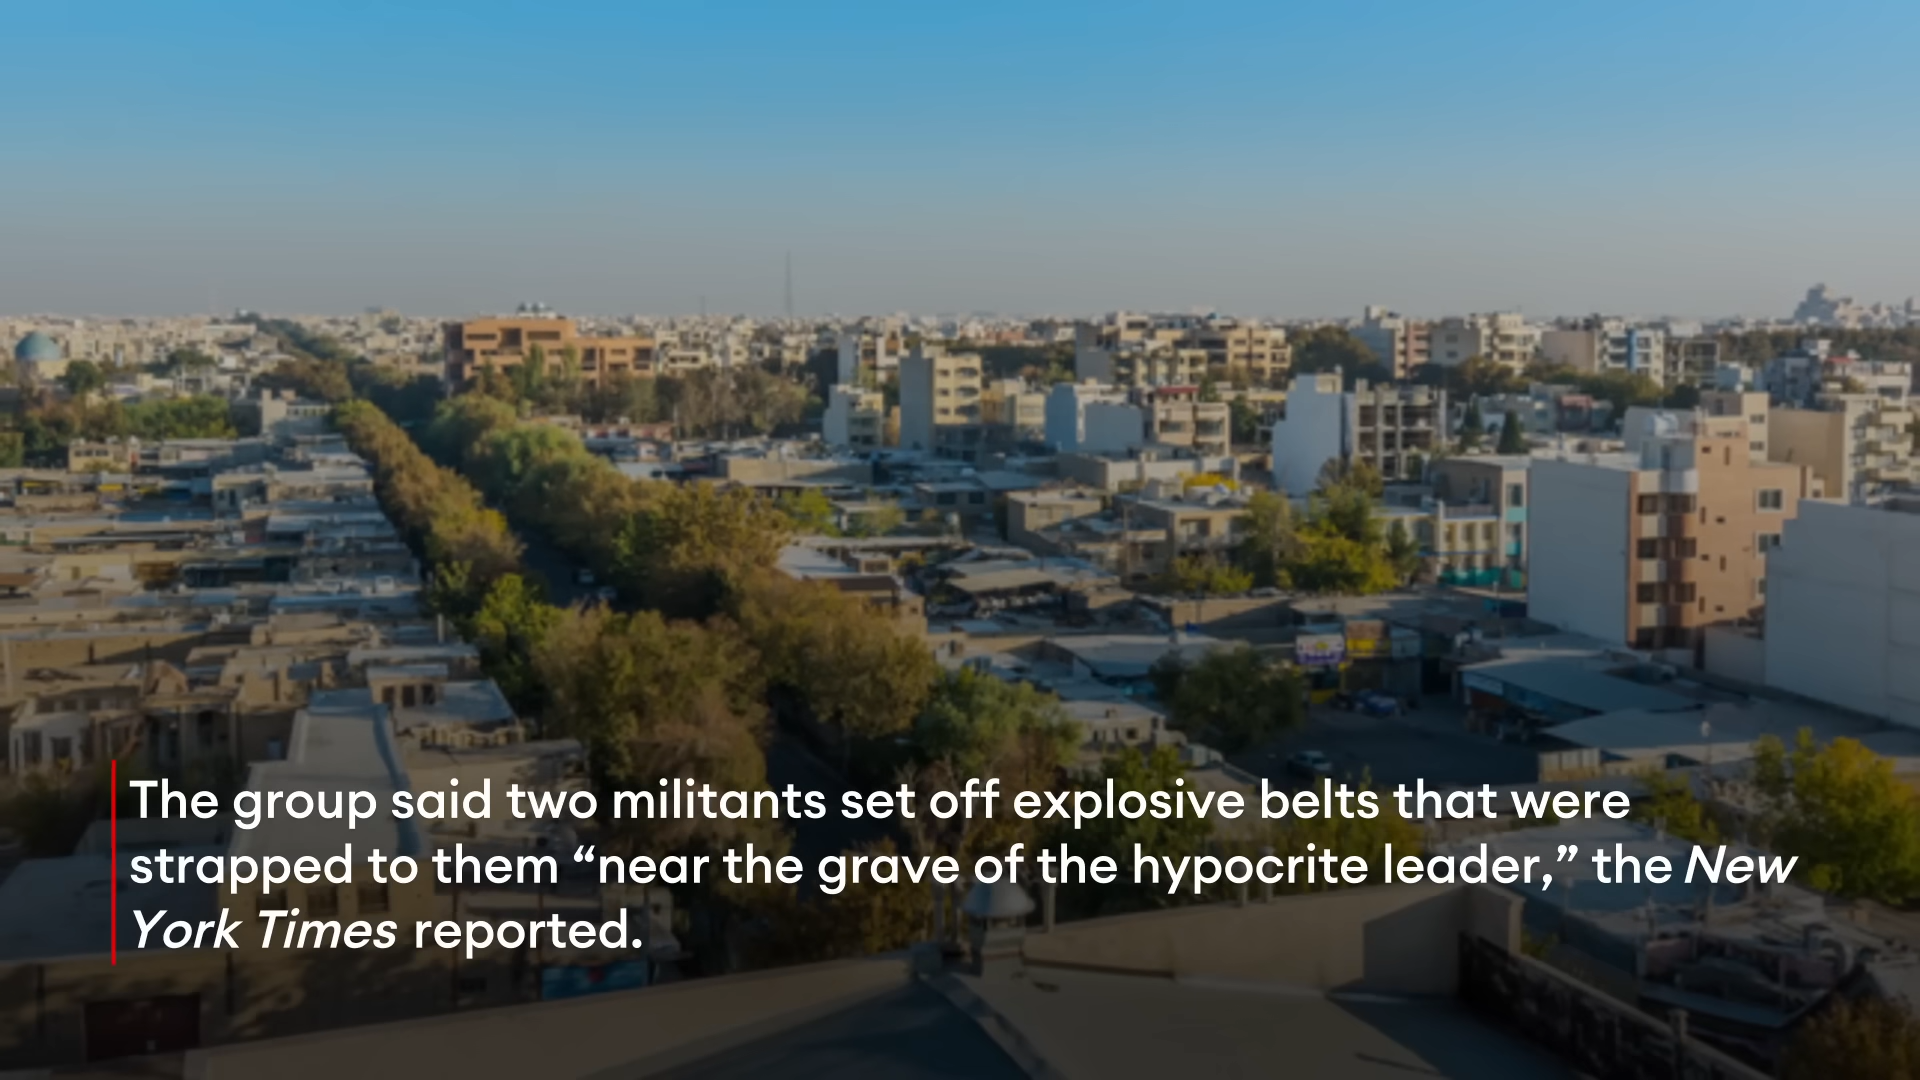 The group said two militants set off explosive belts that were
strapped to them “near the grave of the hypocrite leader,” the New
York Times reported.